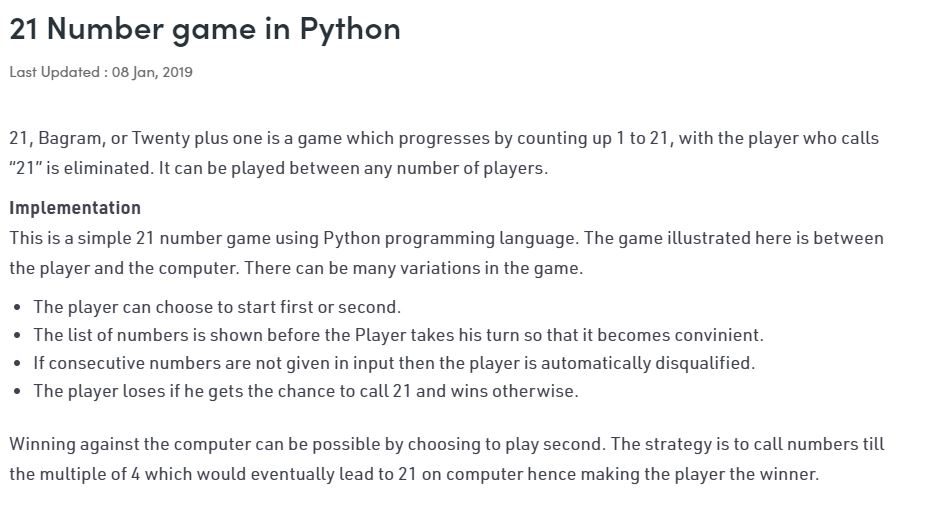 21 Number game in Python
Last Updated : 08 Jan, 2019
21, Bagram, or Twenty plus one is a game which progresses by counting up 1 to 21, with the player who calls
“21” is eliminated. It can be played between any number of players.
Implementation
This is a simple 21 number game using Python programming language. The game illustrated here is between
the player and the computer. There can be many variations in the game.
• The player can choose to start first or second.
• The list of numbers is shown before the Player takes his turn so that it becomes convinient.
• If consecutive numbers are not given in input then the player is automatically disqualified.
• The player loses if he gets the chance to call 21 and wins otherwise.
Winning against the computer can be possible by choosing to play second. The strategy is to call numbers till
the multiple of 4 which would eventually lead to 21 on computer hence making the player the winner.